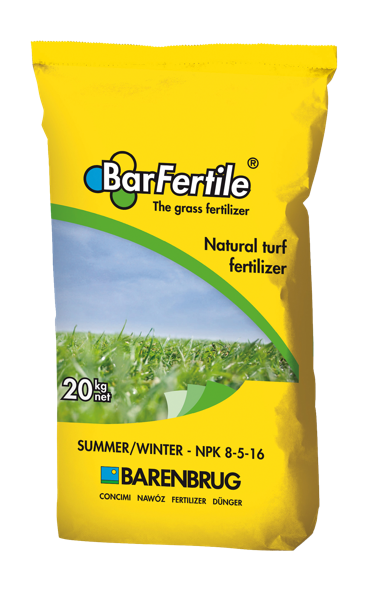 BarFertile®
The grass fertilizer
Natural turf
fertilizer
20 kg net
SUMMER/WINTER - NPK 8-5-16
BARENBRUG
CONCIMI NAWÓZ FERTILIZER DÜNGER